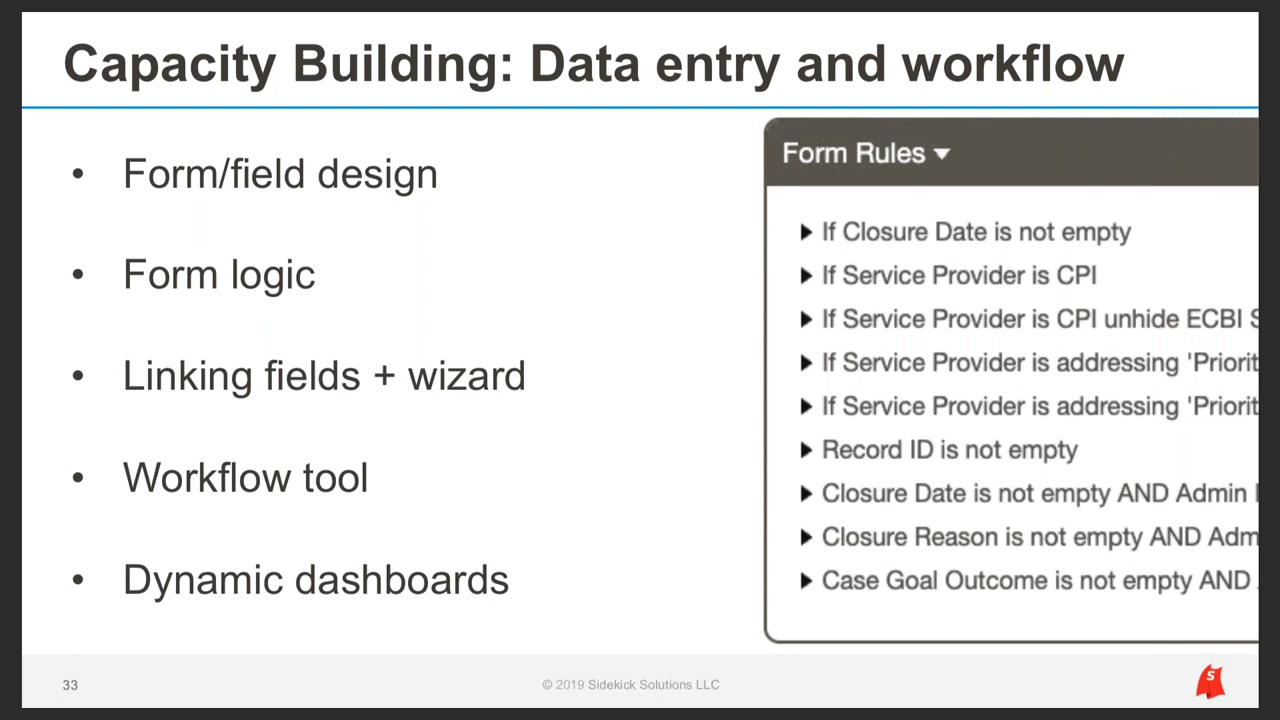 Capacity Building: Data entry and workflow
• Form/field design
• Form logic
• Linking fields + wizard
• Workflow tool
• Dynamic dashboards
Form Rules
If Closure Date is not empty
If Service Provider is CPI
If Service Provider is CPI unhide ECBI
If Service Provider is addressing 'Priorit
If Service Provider is addressing 'Priorit
Record ID is not empty
Closure Date is not empty AND Admin
Closure Reason is not empty AND Adm
Case Goal Outcome is not empty AND
33
© 2019 Sidekick Solutions LLC
S